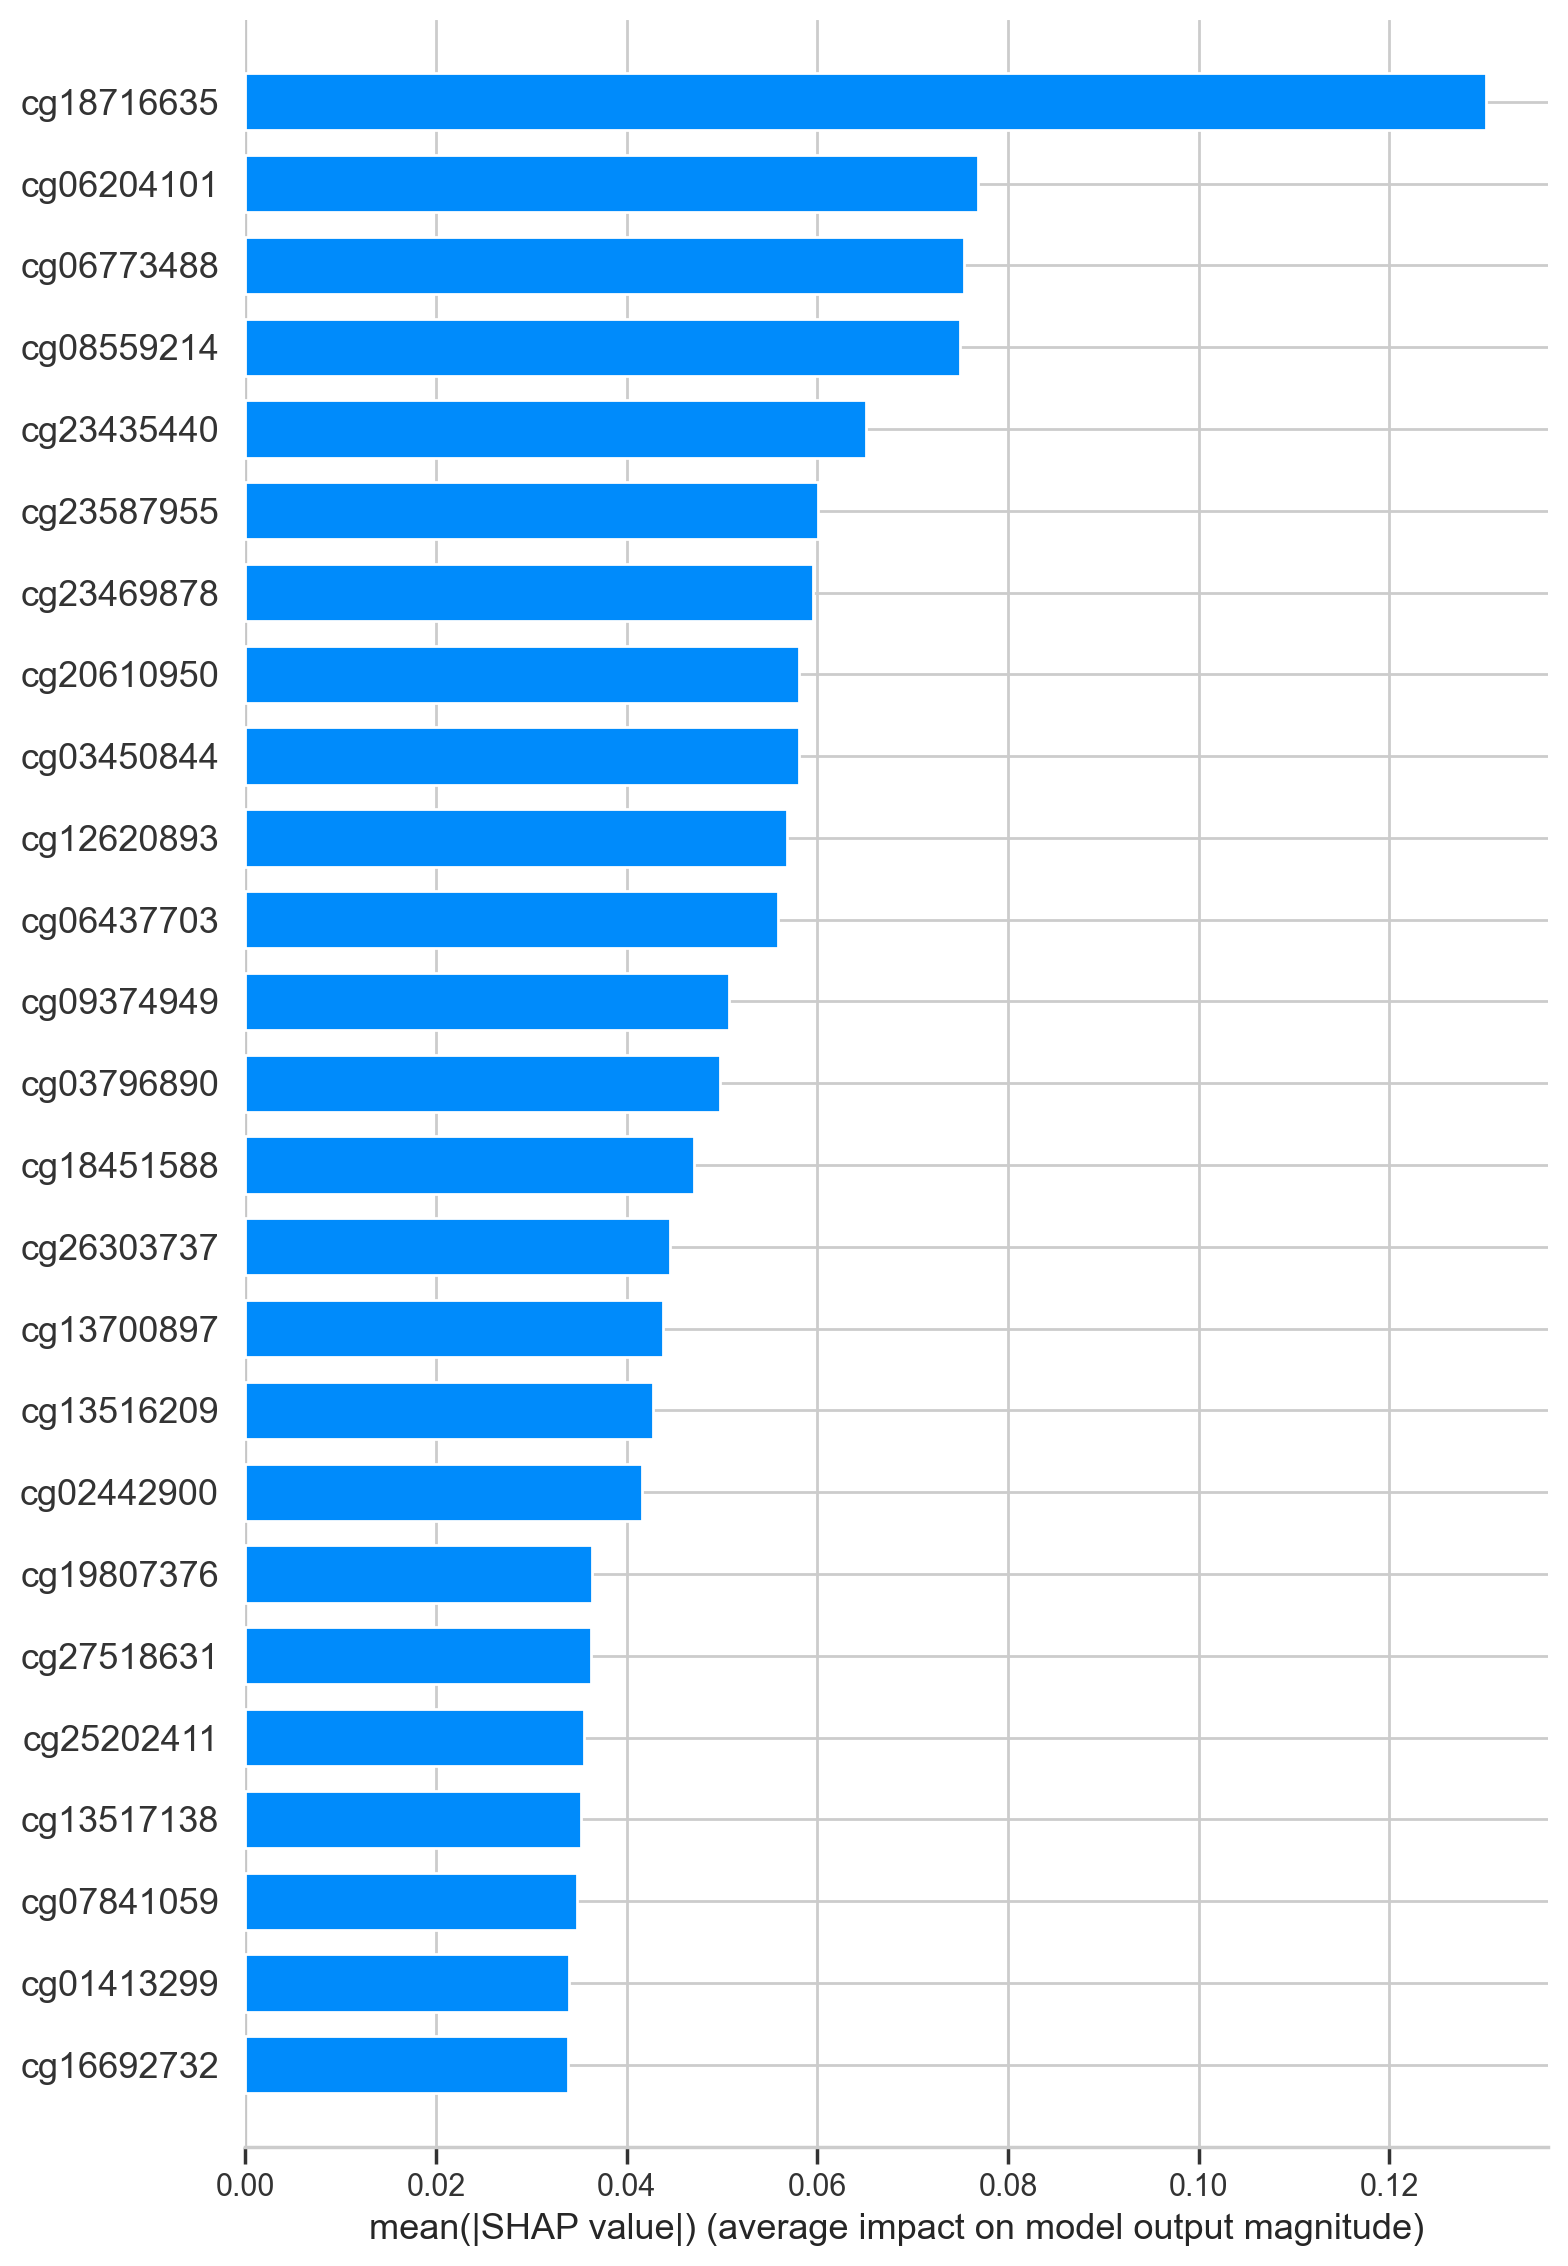 cg18716635
cg06204101
cg06773488
cg08559214
cg23435440
cg23587955
cg23469878
cg20610950
cg03450844
cg12620893
cg06437703
cg09374949
cg03796890
cg18451588
cg26303737
cg13700897
cg13516209
cg02442900
cg19807376
cg27518631
cg25202411
cg13517138
cg07841059
cg01413299
cg16692732
0.00 0.02 0.04 0.06 0.08 0.10 0.12
mean(|SHAP value|) (average impact on model output magnitude)